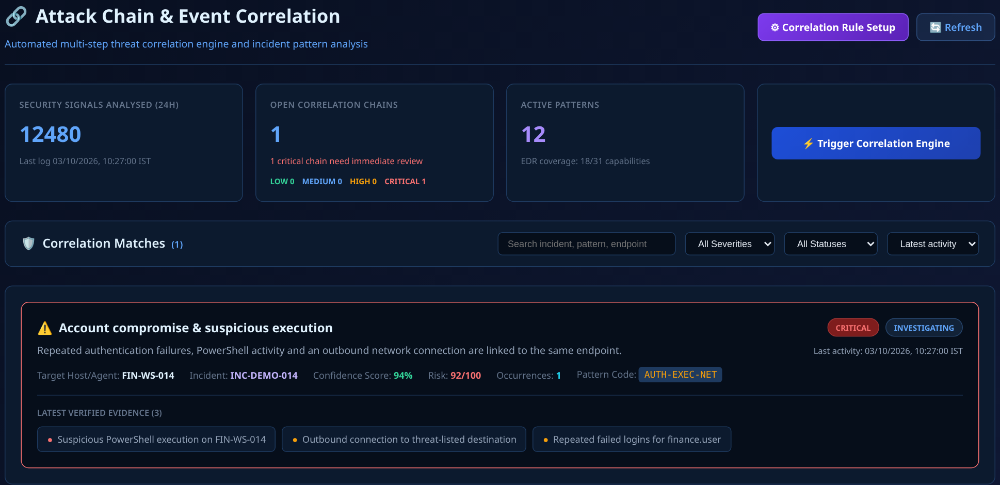 Attack Chain & Event Correlation
Automated multi-step threat correlation engine and incident pattern analysis
Correlation Rule Setup
Refresh
SECURITY SIGNALS ANALYSED (24H)
12480
Last log 03/10/2026, 10:27:00 IST
OPEN CORRELATION CHAINS
1
1 critical chain need immediate review
LOW 0 MEDIUM 0 HIGH 0 CRITICAL 1
ACTIVE PATTERNS
12
EDR coverage: 18/31 capabilities
Trigger Correlation Engine
Correlation Matches (1)
Search incident, pattern, endpoint
All Severities
All Statuses
Latest activity
Account compromise & suspicious execution
CRITICAL
INVESTIGATING
Repeated authentication failures, PowerShell activity and an outbound network connection are linked to the same endpoint.
Last activity: 03/10/2026, 10:27:00 IST
Target Host/Agent: FIN-WS-014 Incident: INC-DEMO-014 Confidence Score: 94% Risk: 92/100 Occurrences: 1 Pattern Code: AUTH-EXEC-NET
LATEST VERIFIED EVIDENCE (3)
Suspicious PowerShell execution on FIN-WS-014
Outbound connection to threat-listed destination
Repeated failed logins for finance.user